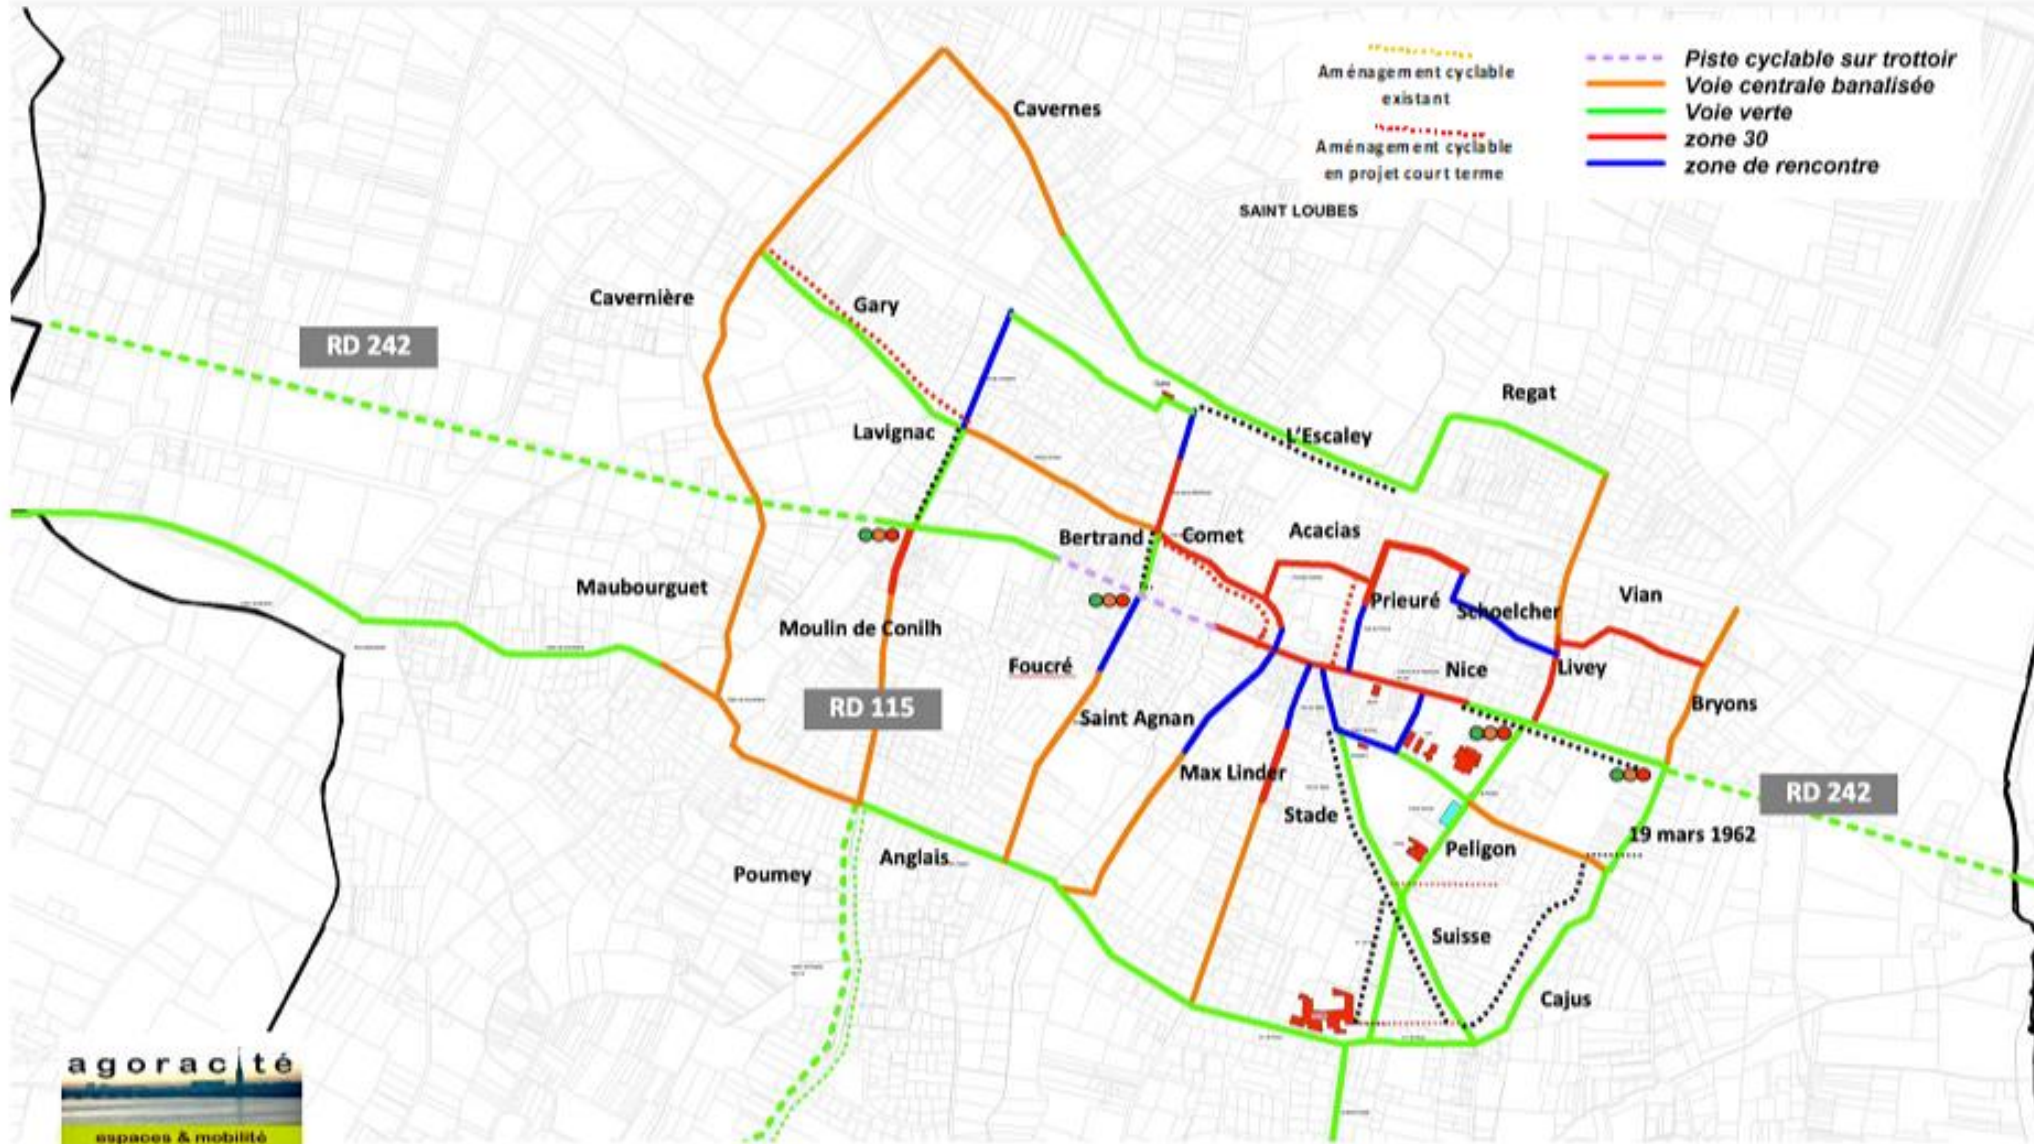 Aménagement cyclable
existant
Aménagement cyclable
en projet court terme
Piste cyclable sur trottoir
Voie centrale banalisée
Voie verte
zone 30
zone de rencontre
SAINT LOUBES
Cavernes
Cavernière
Gary
RD 242
Regat
Lavignac
L'Escaley
Bertrand
Comet
Acacias
Maubourguet
Prieuré
Schoelcher
Vian
Moulin de Conilh
Foucré
Nice
Livey
RD 115
Saint Agnan
Bryons
Max Linder
Stade
RD 242
19 mars 1962
Peligon
Anglais
Poumey
Suisse
Cajus
agoracité
espaces & mobilité